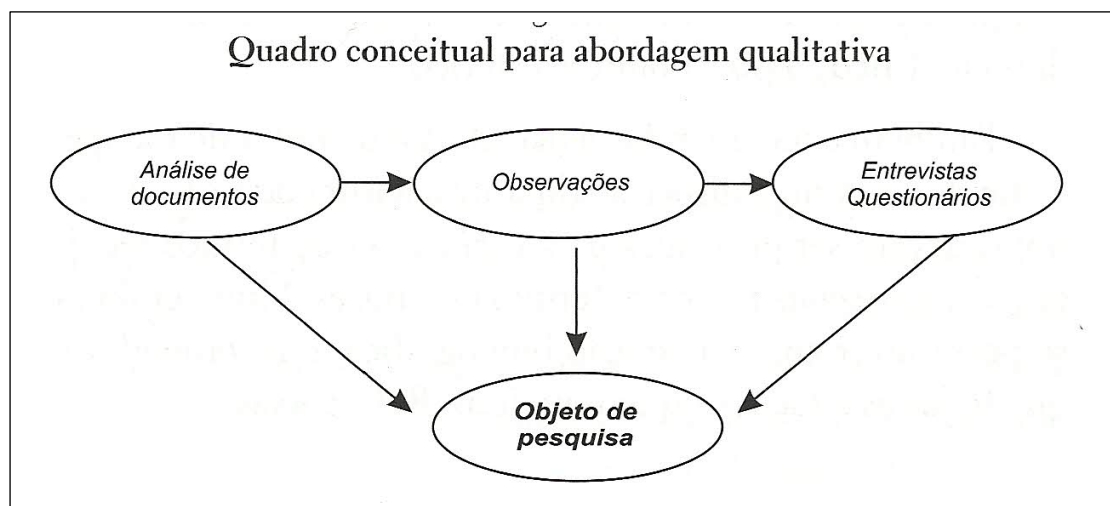 Quadro conceitual para abordagem qualitativa
Análise de
documentos
Observações
Entrevistas
Questionários
Objeto de
pesquisa